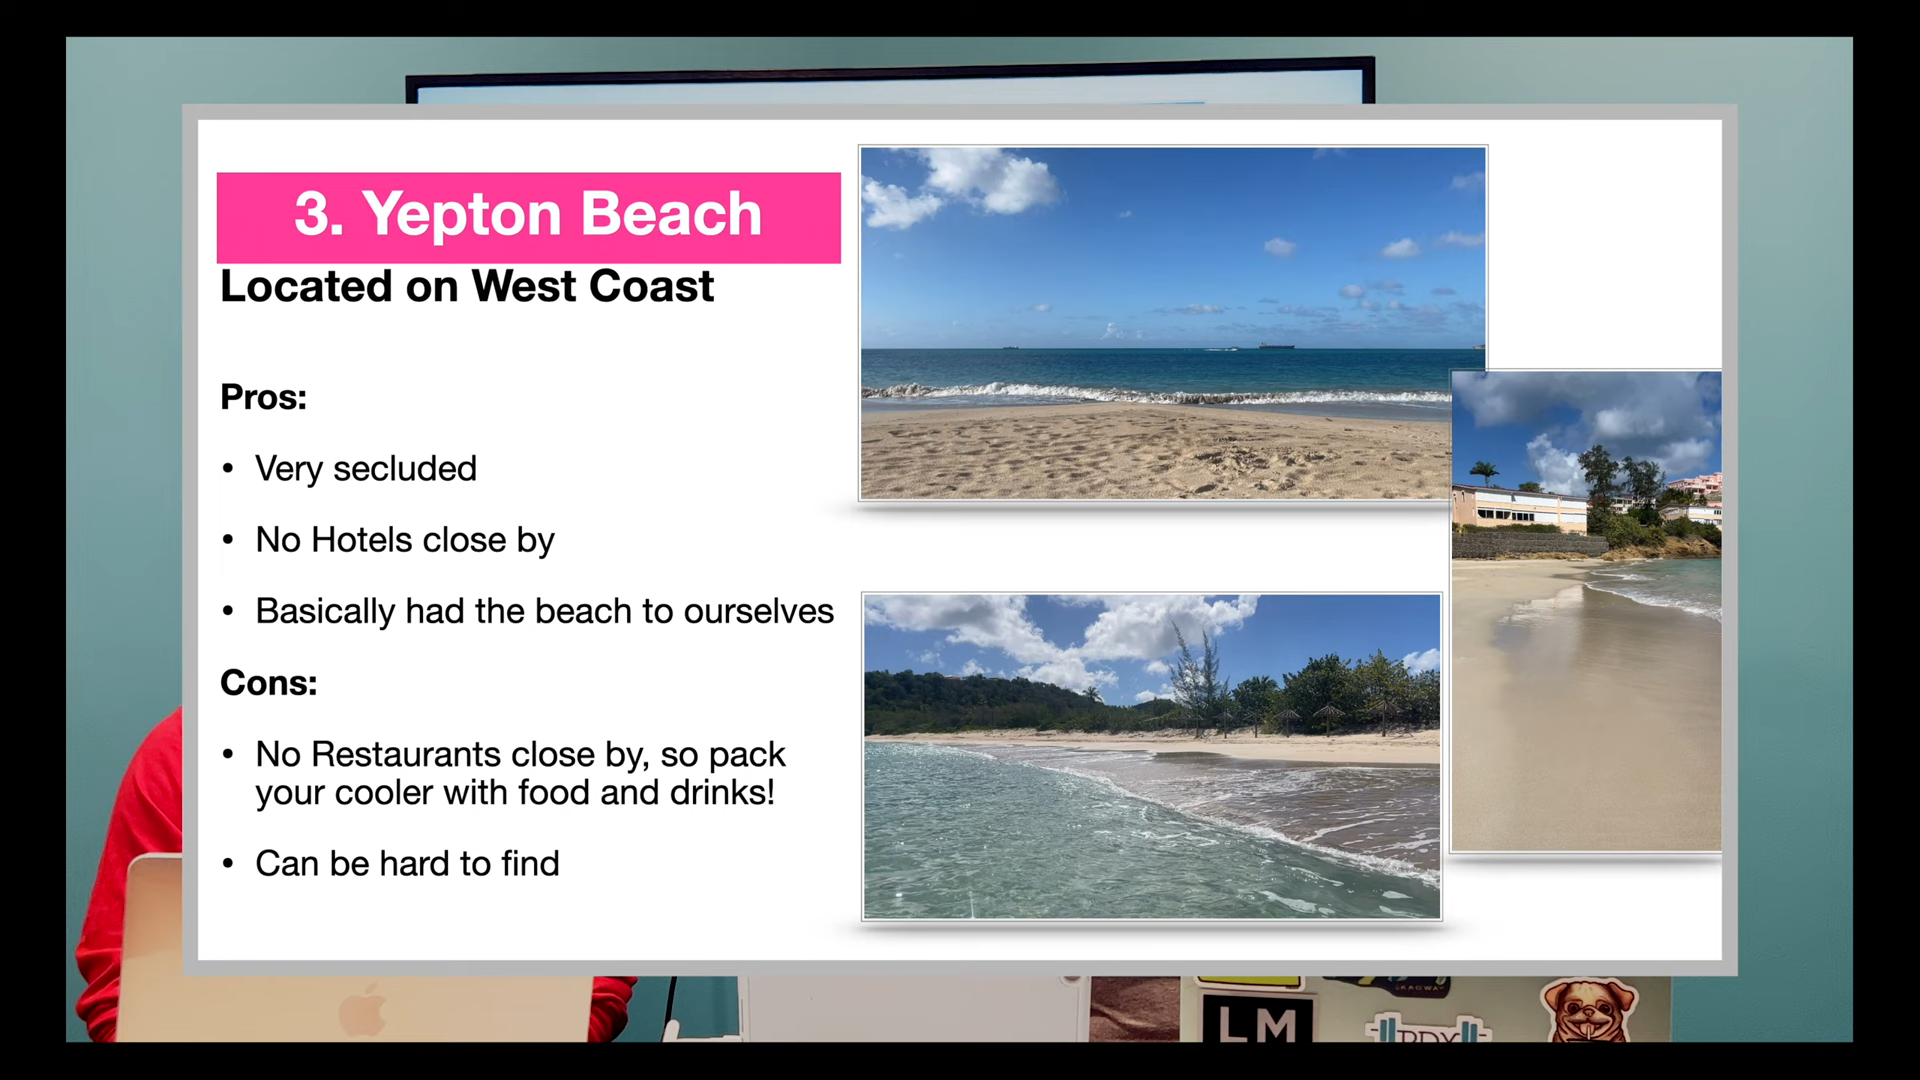 3. Yepton Beach
Located on West Coast
Pros:
• Very secluded
• No Hotels close by
• Basically had the beach to ourselves
Cons:
• No Restaurants close by, so pack
your cooler with food and drinks!
• Can be hard to find
SKAGWAY
LM
PDX